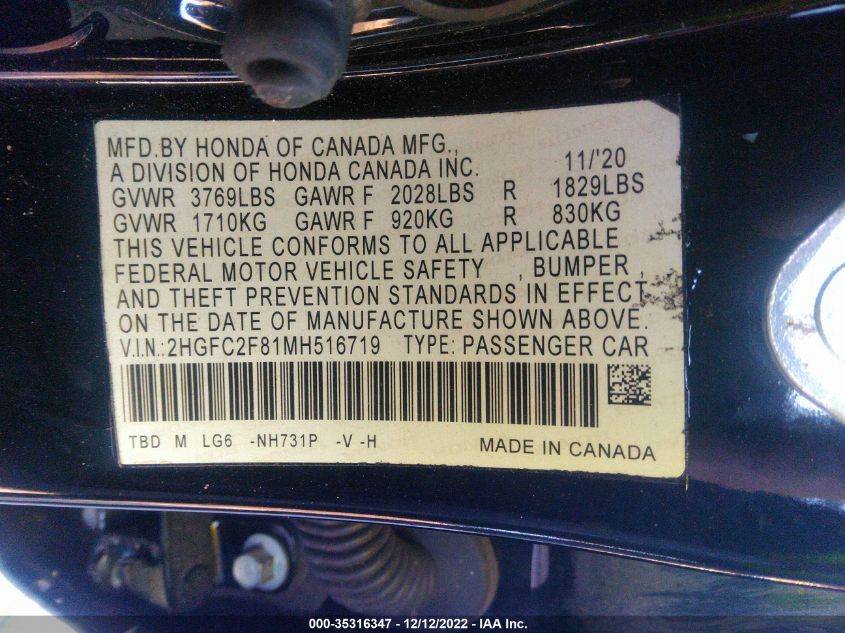 MFD.BY HONDA OF CANADA MFG.,
A DIVISION OF HONDA CANADA INC. 11/'20
GVWR 3769LBS GAWR F 2028LBS R 1829LBS
GVWR 1710KG GAWR F 920KG R 830KG
THIS VEHICLE CONFORMS TO ALL APPLICABLE
FEDERAL MOTOR VEHICLE SAFETY , BUMPER ,
AND THEFT PREVENTION STANDARDS IN EFFECT
ON THE DATE OF MANUFACTURE SHOWN ABOVE.
V.I.N.:2HGFC2F81MH516719 TYPE: PASSENGER CAR
TBD M LG6 -NH731P -V -H MADE IN CANADA
000-35316347 - 12/12/2022 - IAA Inc.